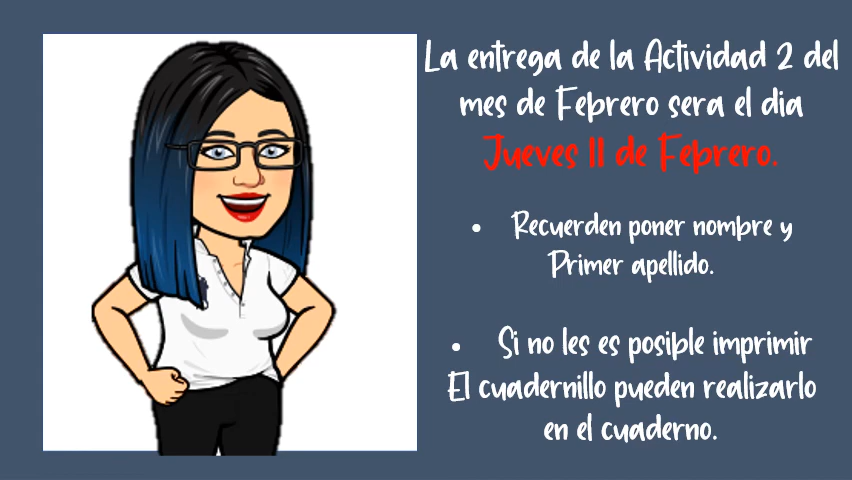 La entrega de la Actividad 2 del
mes de Febrero sera el dia
Jueves 11 de Febrero.
• Recuerden poner nombre y
Primer apellido.
• Si no les es posible imprimir
El cuadernillo pueden realizarlo
en el cuaderno.